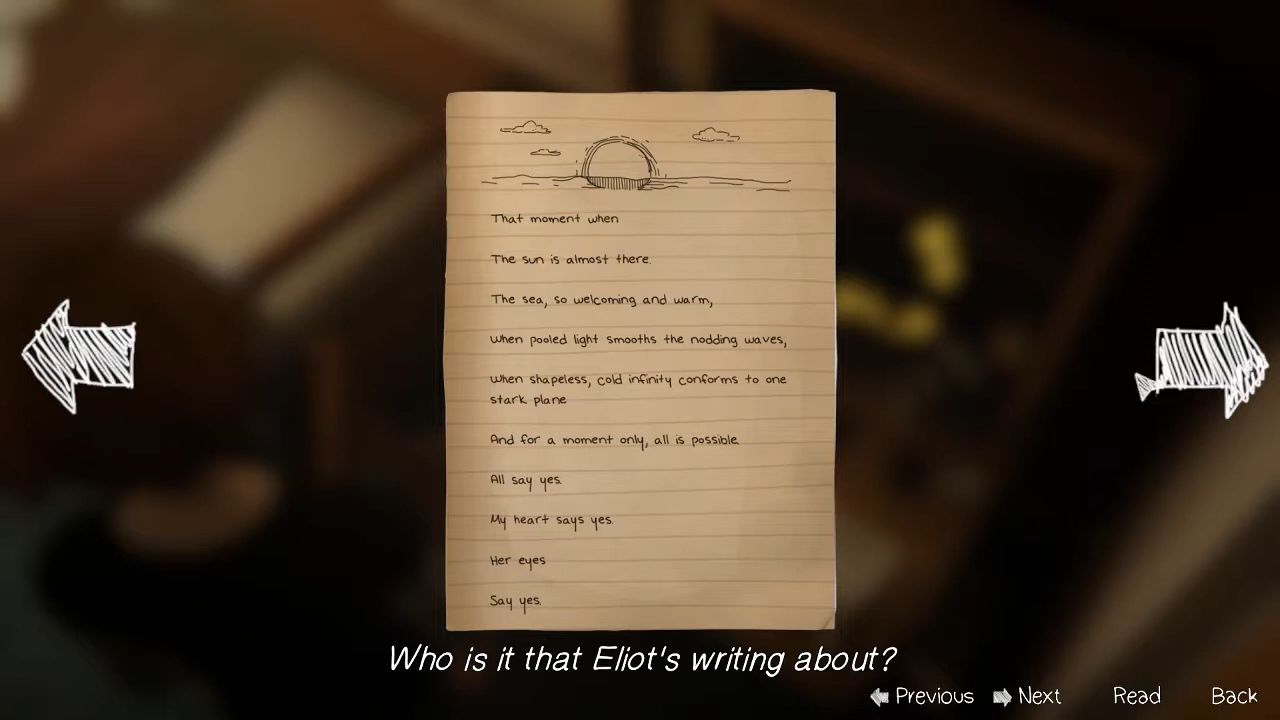 That moment when
The sun is almost there.
The sea, so welcoming and warm,
When pooled light smooths the nodding waves,
When shapeless, cold infinity conforms to one
stark plane
And for a moment only, all is possible.
All say yes.
My heart says yes.
Her eyes
Say yes.
Who is it that Eliot's writing about?
Previous Next Read Back